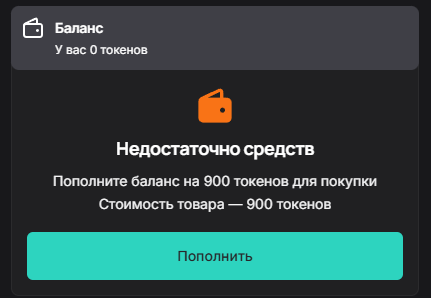 Баланс
У вас 0 токенов
Недостаточно средств
Пополните баланс на 900 токенов для покупки
Стоимость товара — 900 токенов
Пополнить